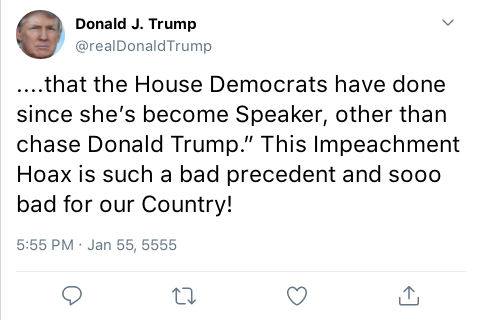 Donald J. Trump
@realDonaldTrump
....that the House Democrats have done
since she’s become Speaker, other than
chase Donald Trump.” This Impeachment
Hoax is such a bad precedent and sooo
bad for our Country!
5:55 PM · Jan 55, 5555